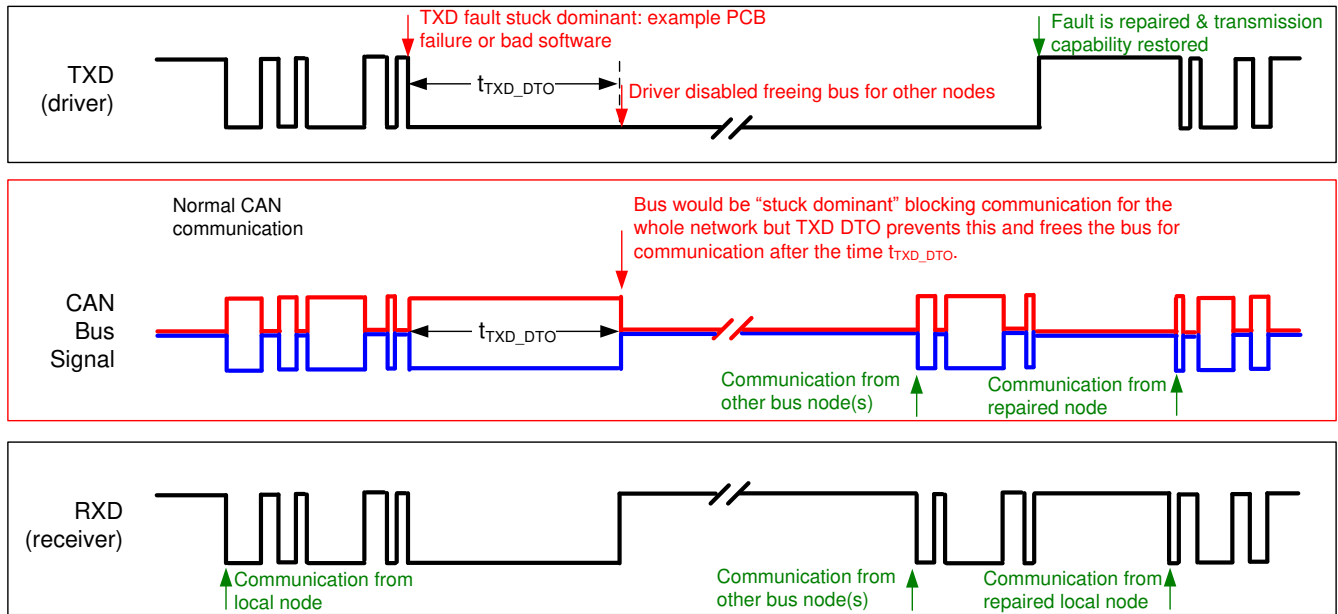 TXD fault stuck dominant: example PCB
failure or bad software
Fault is repaired & transmission
capability restored
TXD
(driver)
tTXD_DTO
Driver disabled freeing bus for other nodes
Normal CAN
communication
Bus would be “stuck dominant” blocking communication for the
whole network but TXD DTO prevents this and frees the bus for
communication after the time tTXD_DTO.
CAN
Bus
Signal
tTXD_DTO
Communication from
other bus node(s)
Communication from
repaired node
RXD
(receiver)
Communication from
local node
Communication from
other bus node(s)
Communication from
repaired local node